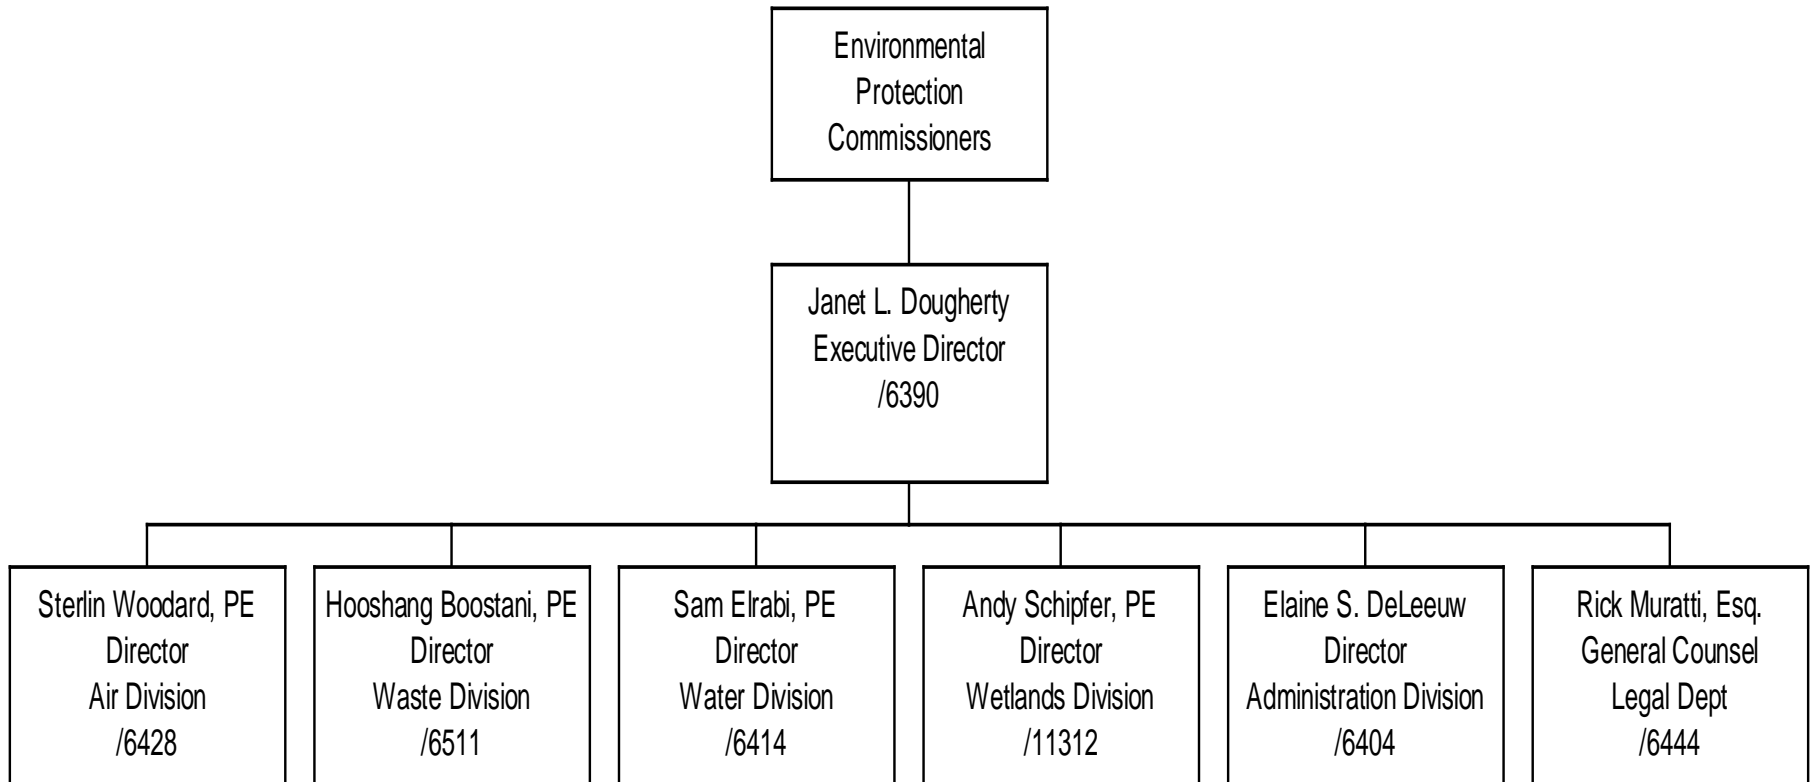 Environmental
Protection
Commissioners
Janet L. Dougherty
Executive Director
/6390
Sterlin Woodard, PE
Director
Air Division
/6428
Hooshang Boostani, PE
Director
Waste Division
/6511
Sam Elrabi, PE
Director
Water Division
/6414
Andy Schipfer, PE
Director
Wetlands Division
/11312
Elaine S. DeLeeuw
Director
Administration Division
/6404
Rick Muratti, Esq.
General Counsel
Legal Dept
/6444